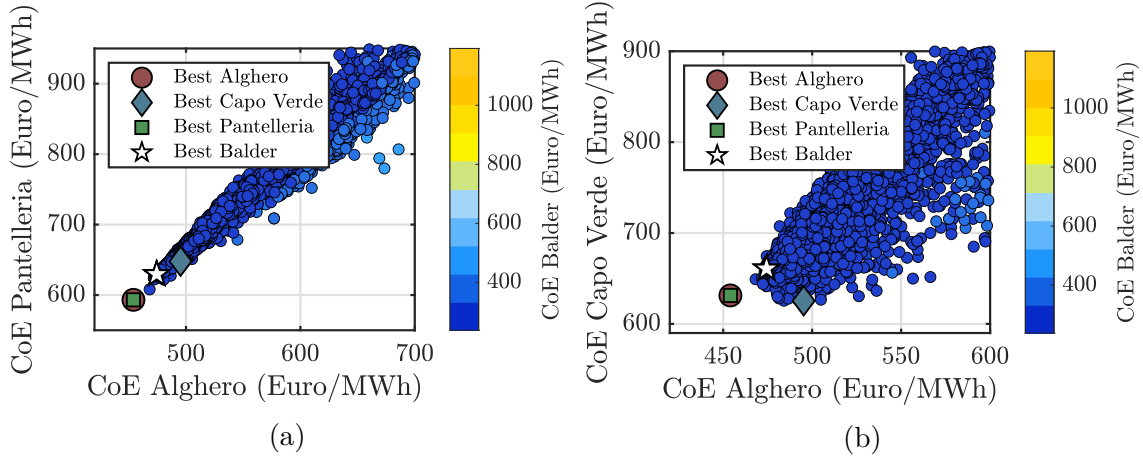 CoE Pantelleria (Euro/MWh)
900
800
700
600
500
600
700
CoE Alghero (Euro/MWh)
Best Alghero
Best Capo Verde
Best Pantelleria
Best Balder
1000
800
600
400
CoE Balder (Euro/MWh)
(a)
CoE Capo Verde (Euro/MWh)
900
800
700
600
450
500
550
600
CoE Alghero (Euro/MWh)
Best Alghero
Best Capo Verde
Best Pantelleria
Best Balder
1000
800
600
400
CoE Balder (Euro/MWh)
(b)